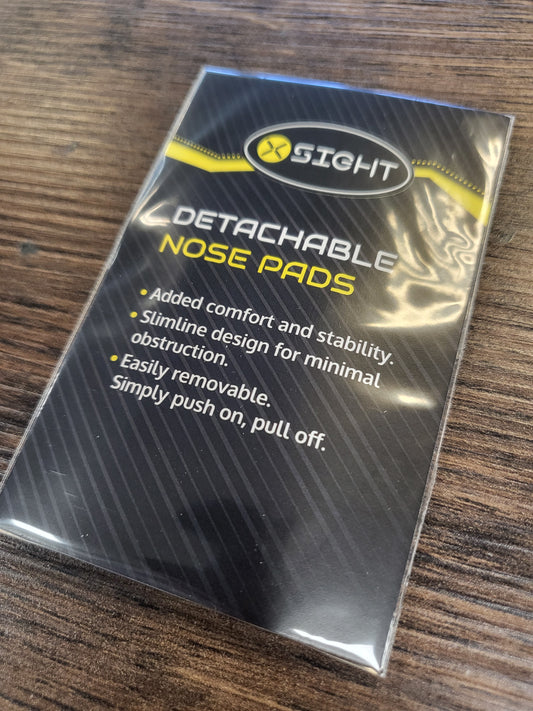 X SIGHT
DETACHABLE
NOSE PADS
• Added comfort and stability.
• Slimline design for minimal
obstruction.
• Easily removable.
Simply push on, pull off.